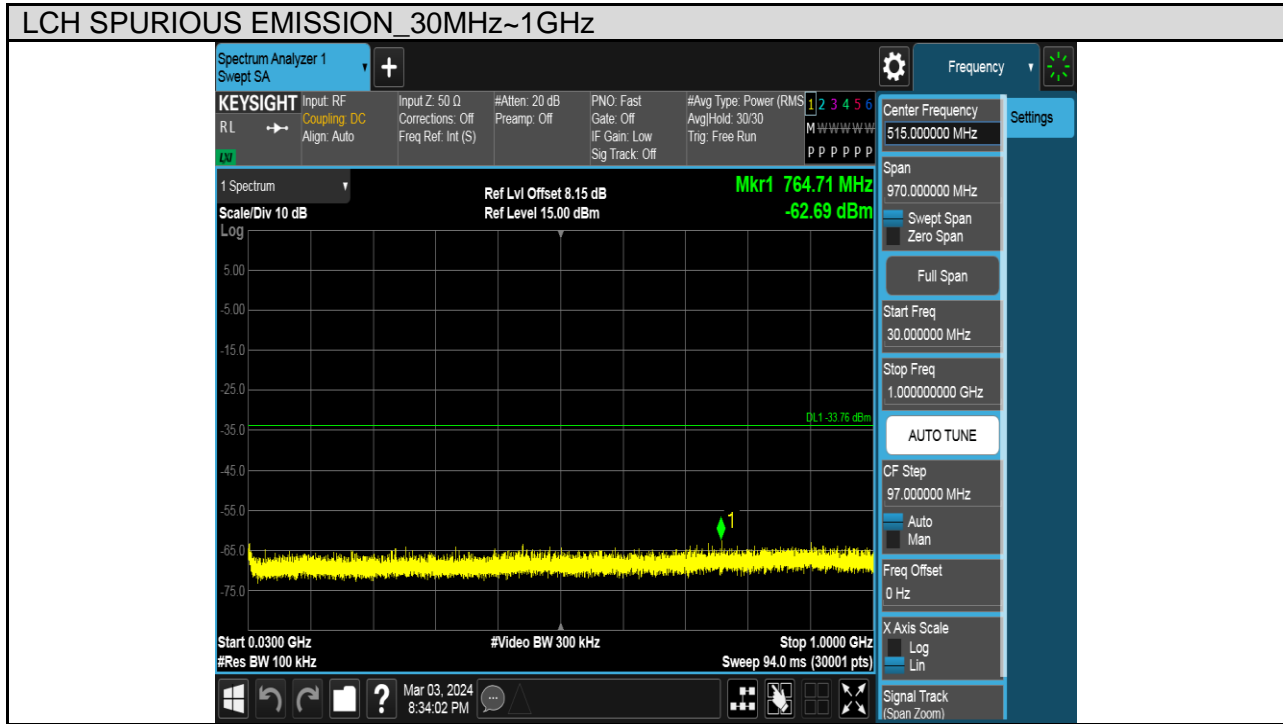 LCH SPURIOUS EMISSION_30MHz~1GHz
Spectrum Analyzer 1
Swept SA
Frequency
KEYSIGHT
RL
LXI
Input: RF
Coupling: DC
Align: Auto
Input Z: 50 Ω
Corrections: Off
Freq Ref: Int (S)
#Atten: 20 dB
Preamp: Off
PNO: Fast
Gate: Off
IF Gain: Low
Sig Track: Off
#Avg Type: Power (RMS
Avg|Hold: 30/30
Trig: Free Run
1 2 3 4 5 6
M W W W W W
P P P P P P
1 Spectrum
Scale/Div 10 dB
Log
Ref Lvl Offset 8.15 dB
Ref Level 15.00 dBm
Mkr1 764.71 MHz
-62.69 dBm
5.00
-5.00
-15.0
-25.0
-35.0
-45.0
-55.0
-65.0
-75.0
DL1 -33.76 dBm
1
Start 0.0300 GHz
#Res BW 100 kHz
#Video BW 300 kHz
Stop 1.0000 GHz
Sweep 94.0 ms (30001 pts)
?
Mar 03, 2024
8:34:02 PM
Center Frequency
515.000000 MHz
Settings
Span
970.000000 MHz
Swept Span
Zero Span
Full Span
Start Freq
30.000000 MHz
Stop Freq
1.000000000 GHz
AUTO TUNE
CF Step
97.000000 MHz
Auto
Man
Freq Offset
0 Hz
X Axis Scale
Log
Lin
Signal Track
(Span Zoom)